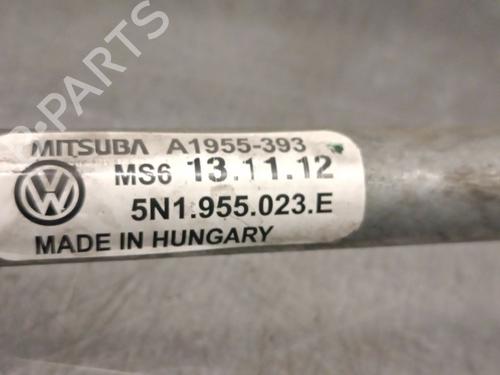 MITSUBA A1955-393
MS6 13.11.12
5N1.955.023.E
MADE IN HUNGARY
B-PARTS